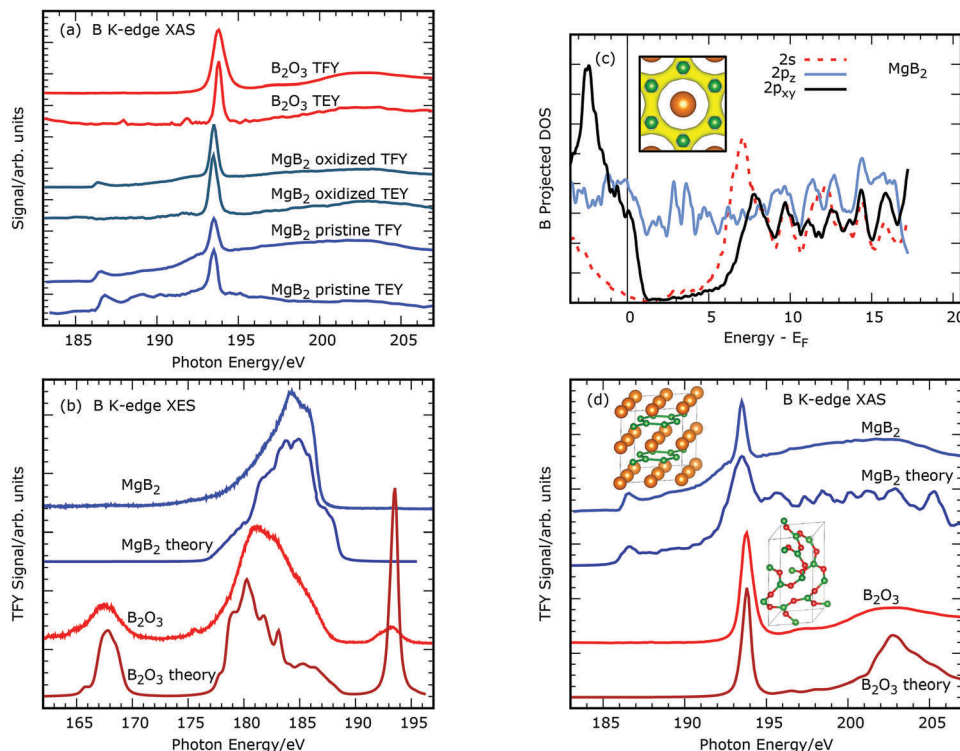 (a) B K-edge XAS
B₂O₃ TFY
B₂O₃ TEY
MgB₂ oxidized TFY
MgB₂ oxidized TEY
MgB₂ pristine TFY
MgB₂ pristine TEY
Signal/arb. units
185 190 195 200 205
Photon Energy/eV
(c)
2s
2p_z
2p_xy
MgB₂
B Projected DOS
0 5 10 15 20
Energy - E_F
(b) B K-edge XES
MgB₂
MgB₂ theory
B₂O₃
B₂O₃ theory
TFY Signal/arb. units
165 170 175 180 185 190 195
Photon Energy/eV
(d) B K-edge XAS
MgB₂
MgB₂ theory
B₂O₃
B₂O₃ theory
TFY Signal/arb. units
185 190 195 200 205
Photon Energy/eV